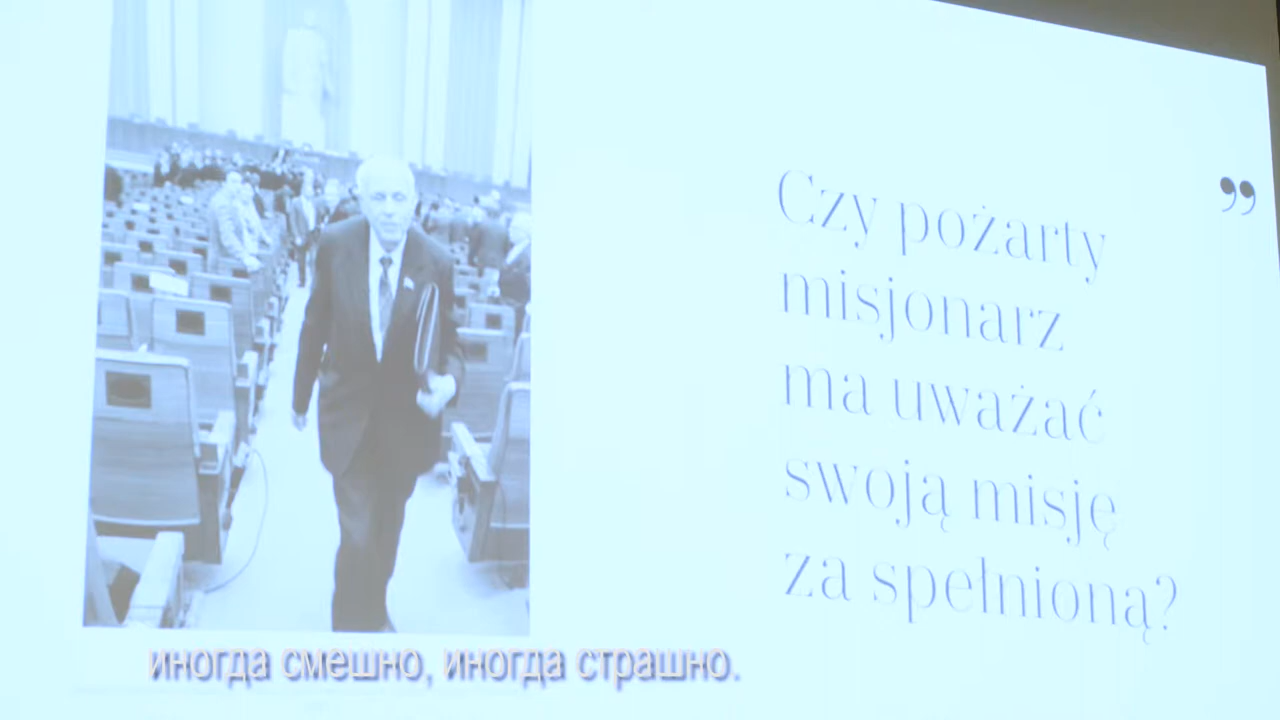 ”
Czy pożarty
misjonarz
ma uważać
swoją misję
za spełnioną?
иногда смешно, иногда страшно.